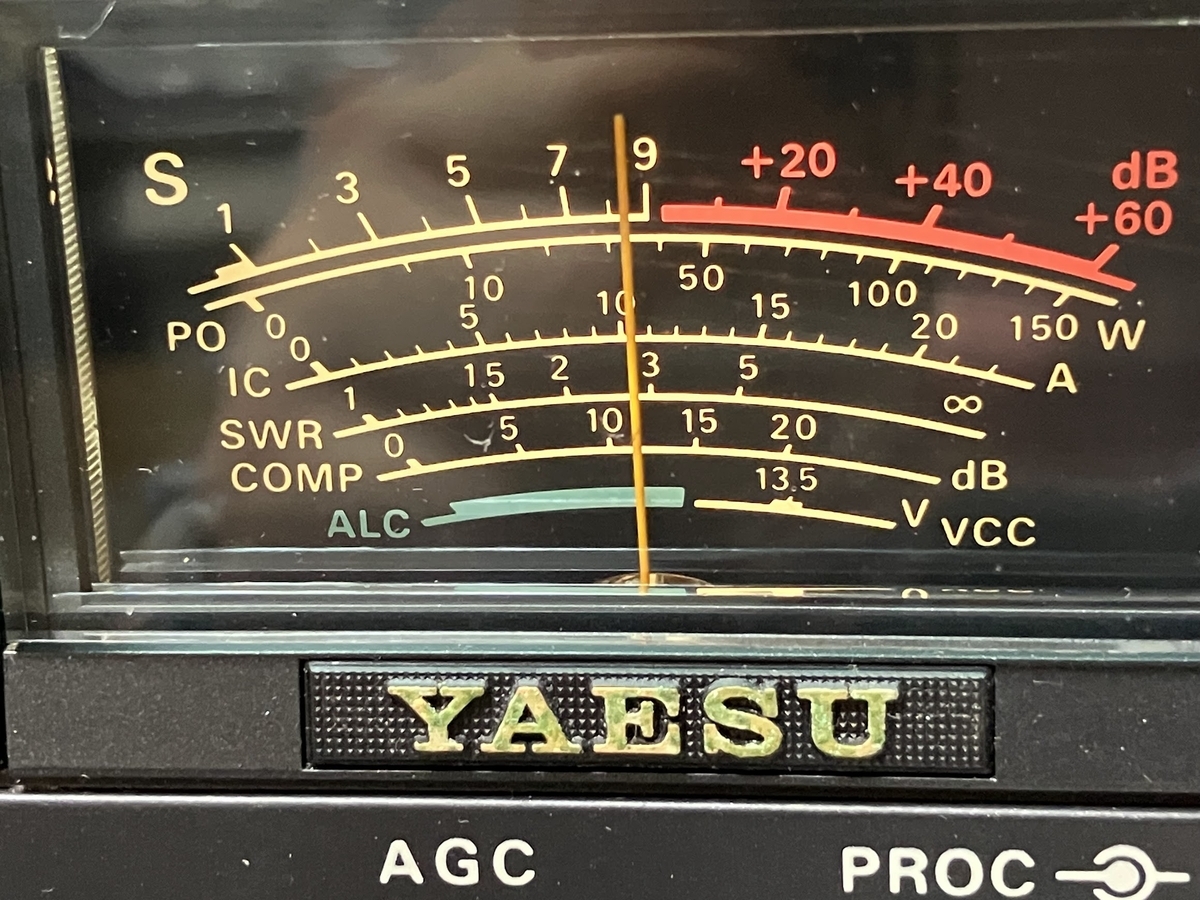 S 1 3 5 7 9 +20 +40 +60 dB
PO 0 10 50 100 150 W
IC 0 5 10 15 20 A
SWR 1 1.5 2 3 5 ∞
COMP 0 5 10 15 20 dB
ALC 13.5 V VCC
YAESU
AGC PROC